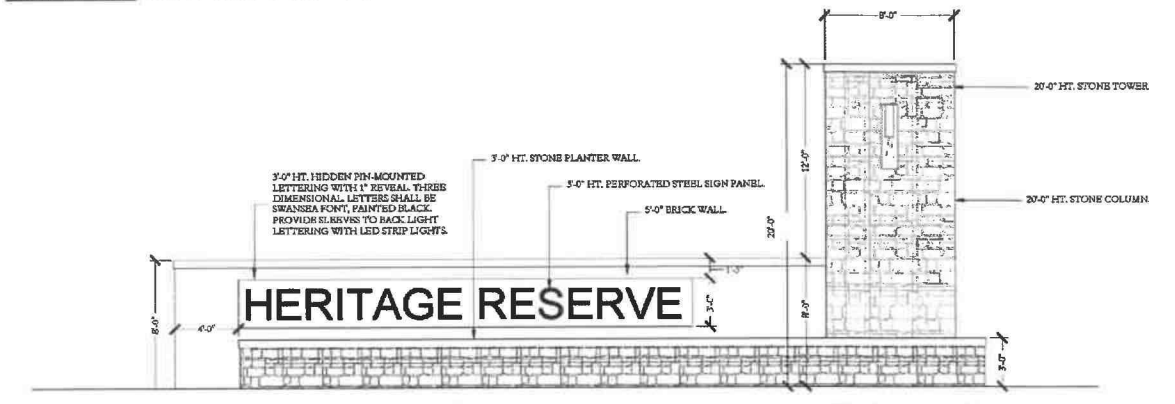 8'-0"
20'-0" HT. STONE TOWER.
3'-0" HT. STONE PLANTER WALL.
3'-0" HT. HIDDEN PIN-MOUNTED
LETTERING WITH 1" REVEAL. THREE
DIMENSIONAL. LETTERS SHALL BE
SWANSEA FONT, PAINTED BLACK.
PROVIDE SLEEVES TO BACK LIGHT
LETTERING WITH LED STRIP LIGHTS.
3'-0" HT. PERFORATED STEEL SIGN PANEL.
5'-0" BRICK WALL.
12'-0"
20'-0"
20'-0" HT. STONE COLUMN.
HERITAGE RESERVE
3'-0"
8'-0"
4'-0"
8'-0"
3'-0"